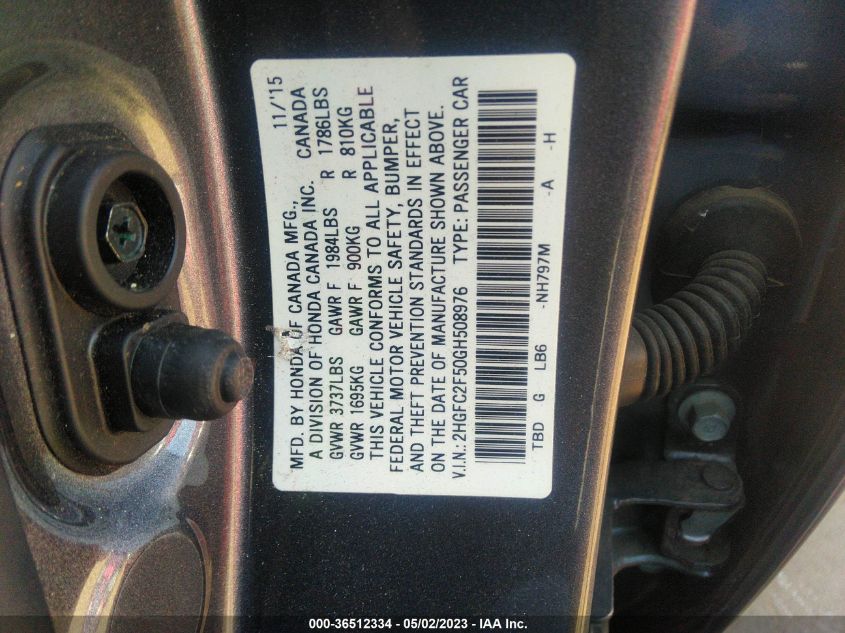 MFD. BY HONDA OF CANADA MFG., 11/'15
A DIVISION OF HONDA CANADA INC. CANADA
GVWR 3737LBS GAWR F 1984LBS R 1786LBS
GVWR 1695KG GAWR F 900KG R 810KG
THIS VEHICLE CONFORMS TO ALL APPLICABLE
FEDERAL MOTOR VEHICLE SAFETY, BUMPER,
AND THEFT PREVENTION STANDARDS IN EFFECT
ON THE DATE OF MANUFACTURE SHOWN ABOVE.
V.I.N.: 2HGFC2F50GH508976 TYPE: PASSENGER CAR
TBD G LB6 -NH797M -A -H
000-36512334 - 05/02/2023 - IAA Inc.